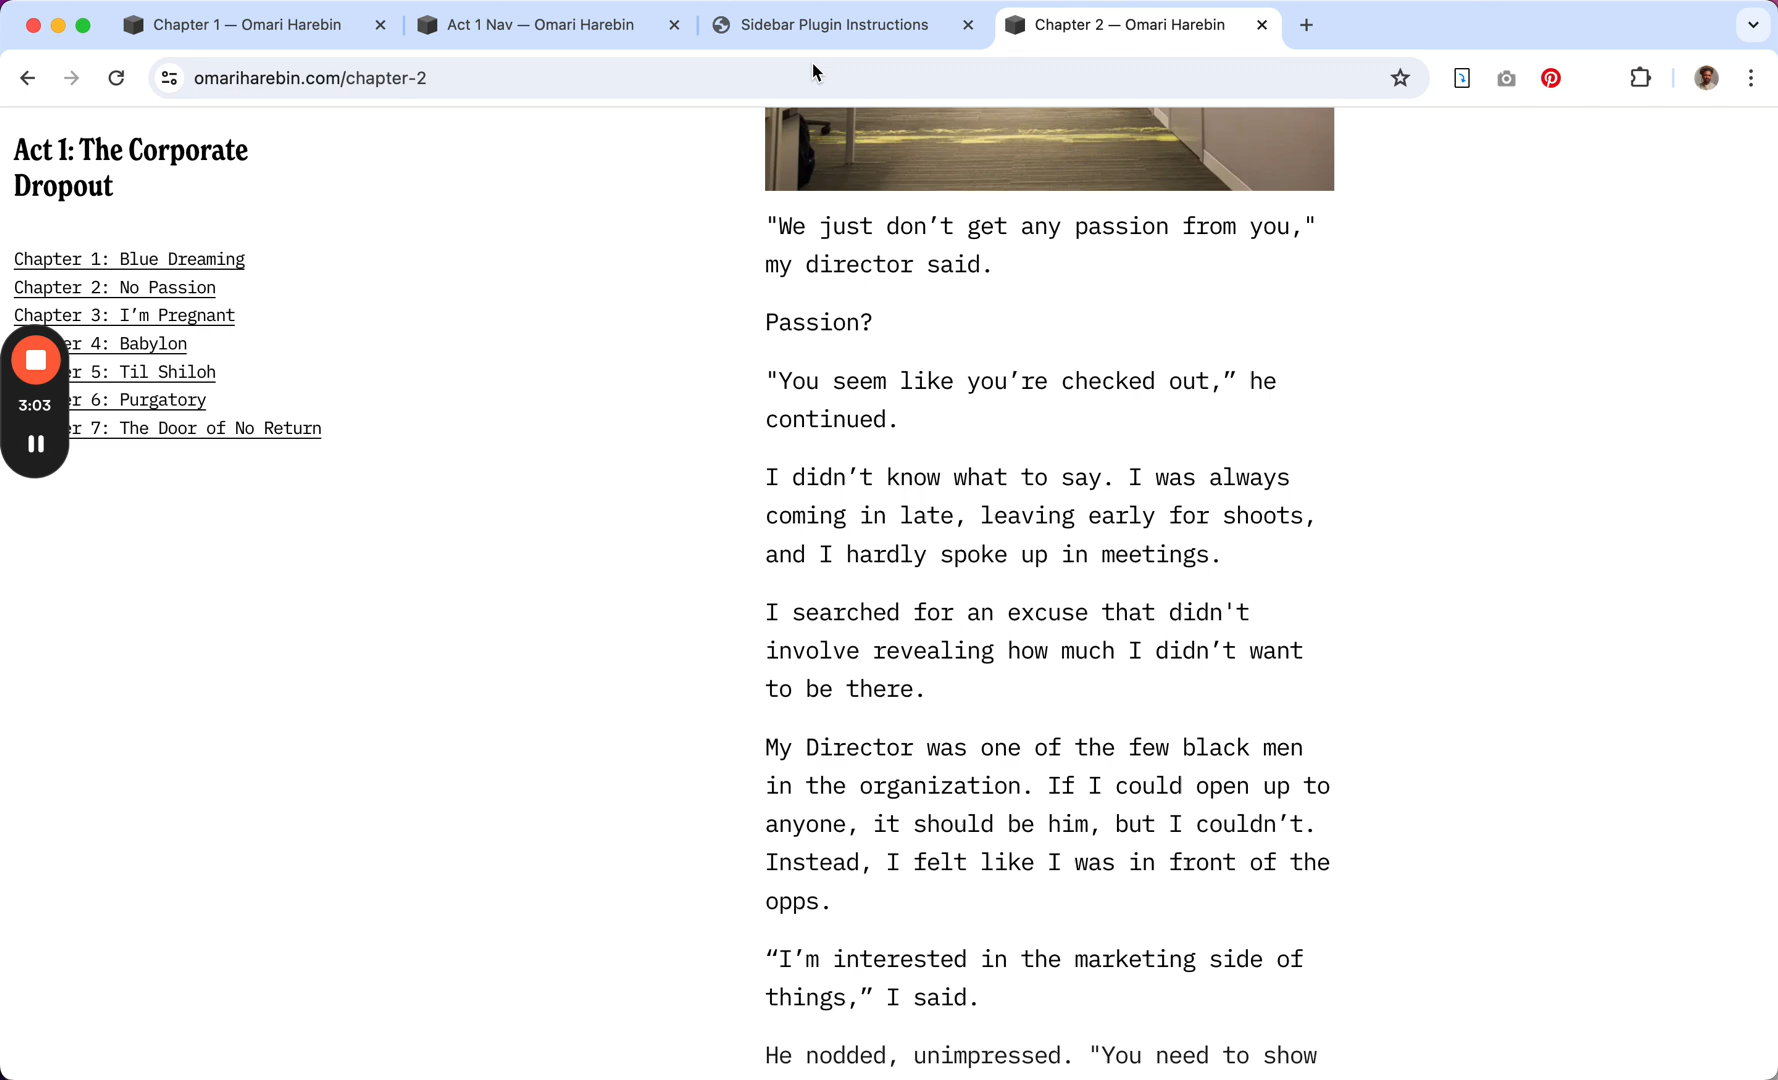 Chapter 1 — Omari Harebin
Act 1 Nav — Omari Harebin
Sidebar Plugin Instructions
Chapter 2 — Omari Harebin
omariharebin.com/chapter-2
Act 1: The Corporate
Dropout
Chapter 1: Blue Dreaming
Chapter 2: No Passion
Chapter 3: I’m Pregnant
er 4: Babylon
er 5: Til Shiloh
er 6: Purgatory
er 7: The Door of No Return
3:03
"We just don’t get any passion from you,"
my director said.
Passion?
"You seem like you’re checked out,” he
continued.
I didn’t know what to say. I was always
coming in late, leaving early for shoots,
and I hardly spoke up in meetings.
I searched for an excuse that didn't
involve revealing how much I didn’t want
to be there.
My Director was one of the few black men
in the organization. If I could open up to
anyone, it should be him, but I couldn’t.
Instead, I felt like I was in front of the
opps.
“I’m interested in the marketing side of
things,” I said.
He nodded, unimpressed. "You need to show